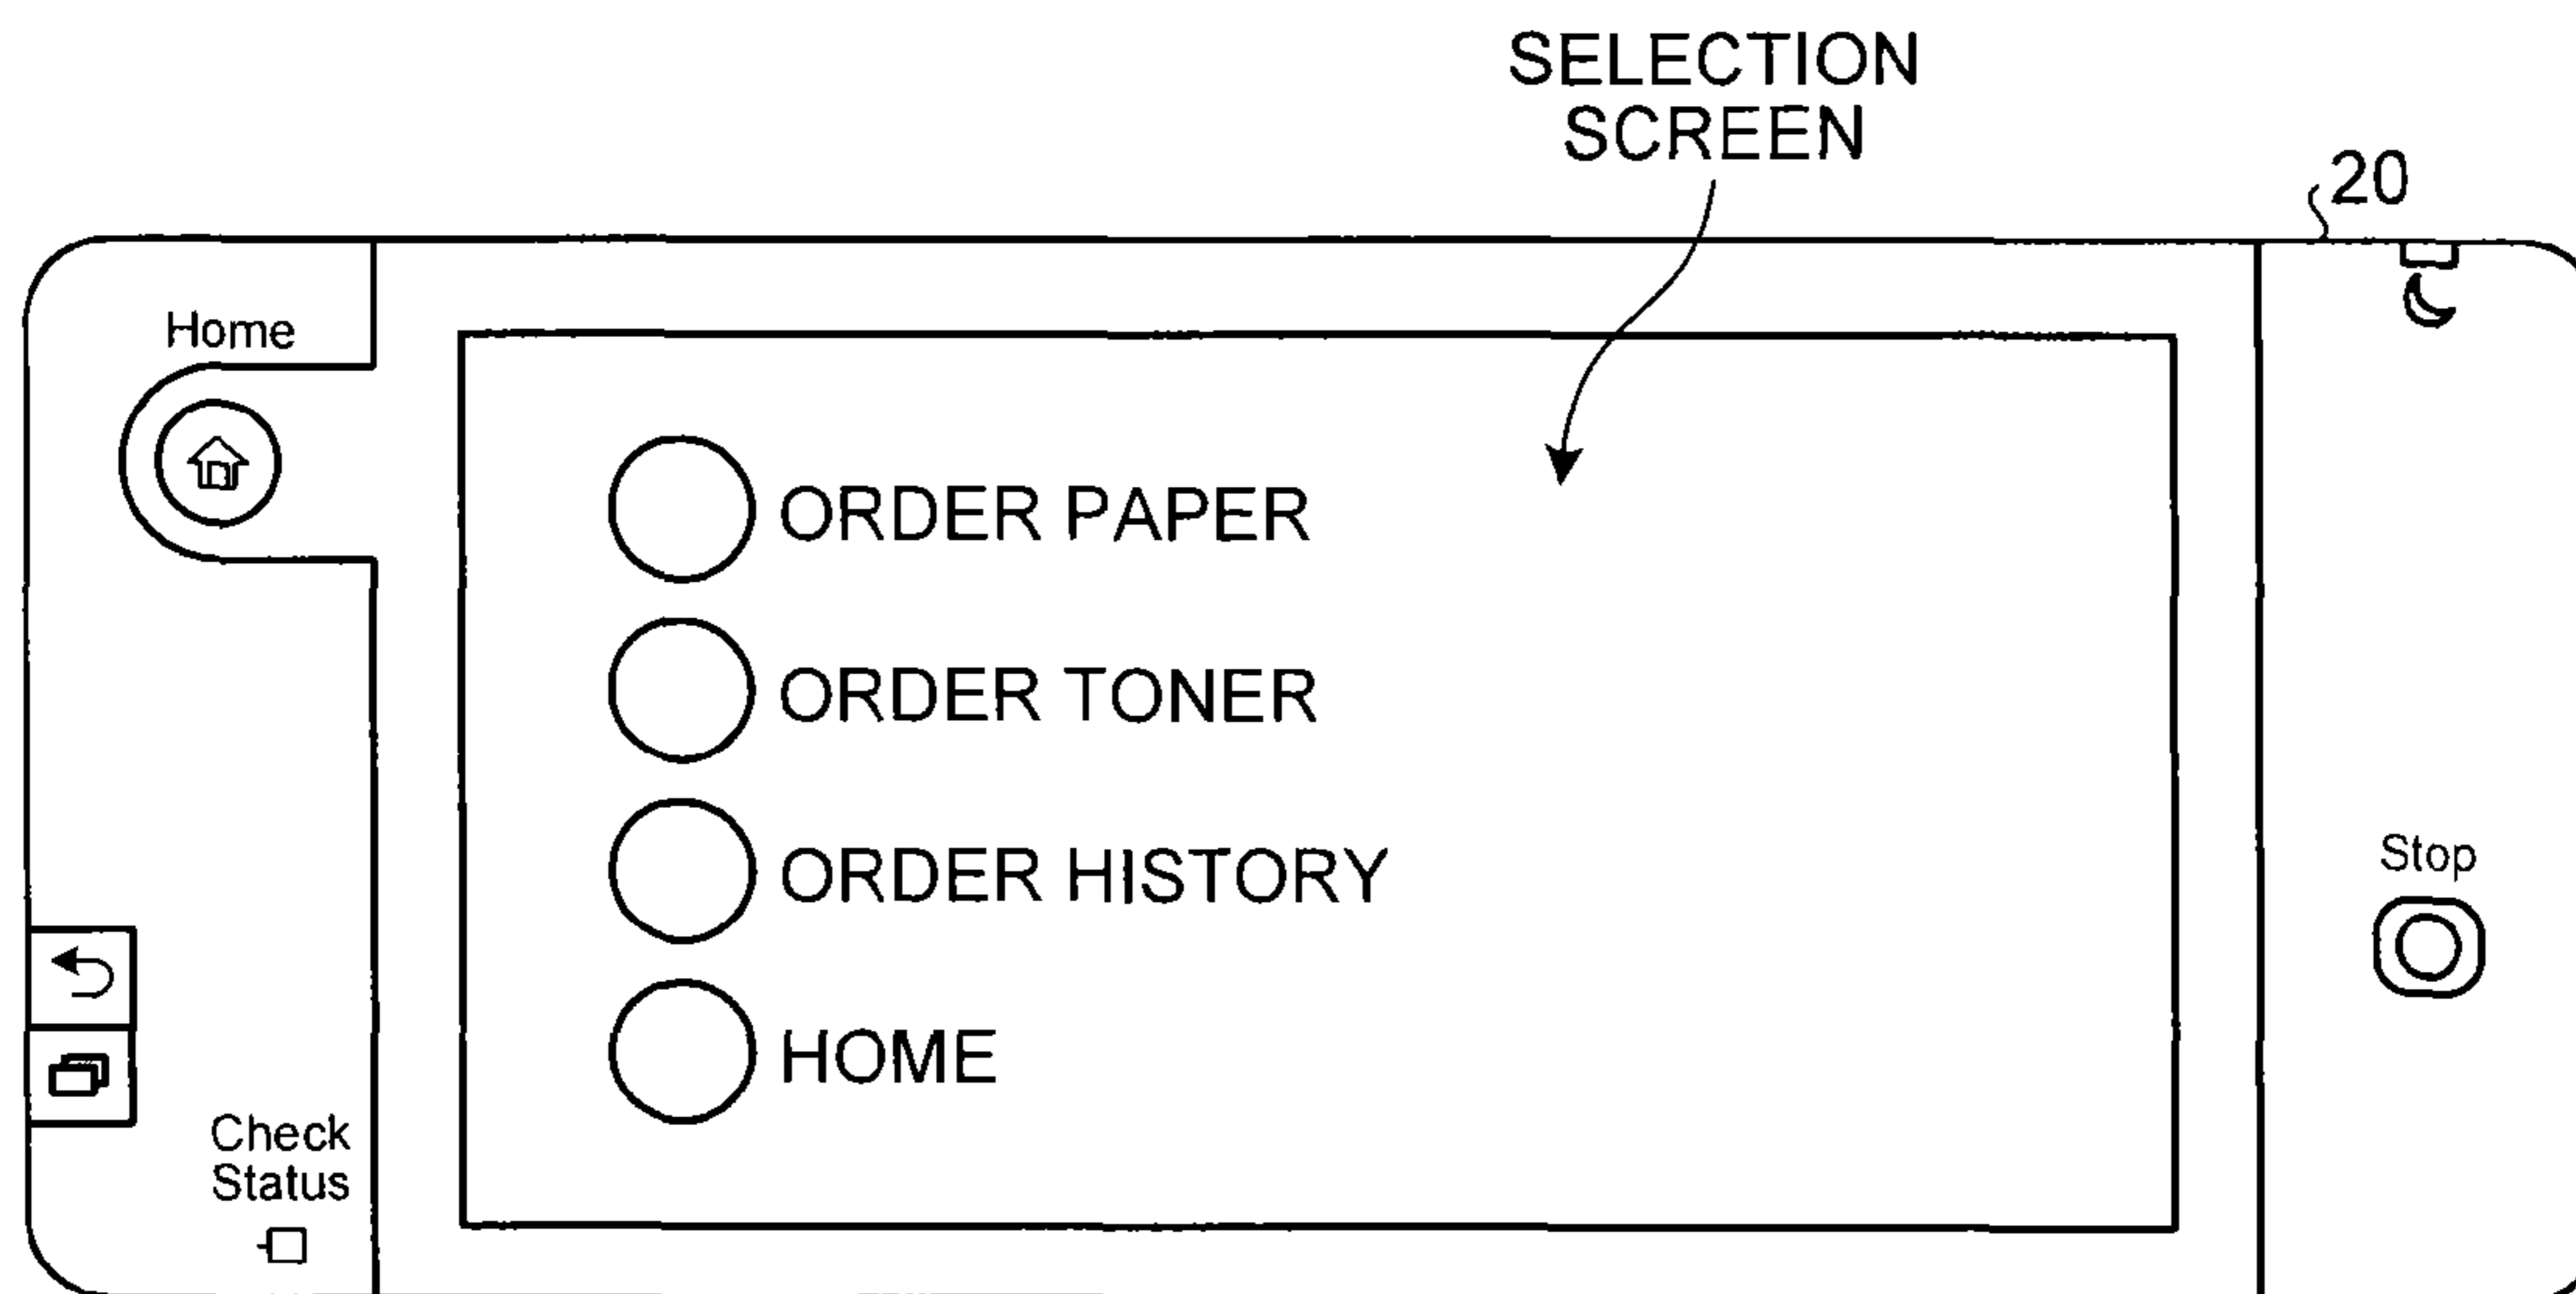 SELECTION
SCREEN
20
Home
ORDER PAPER
ORDER TONER
ORDER HISTORY
HOME
Stop
Check
Status